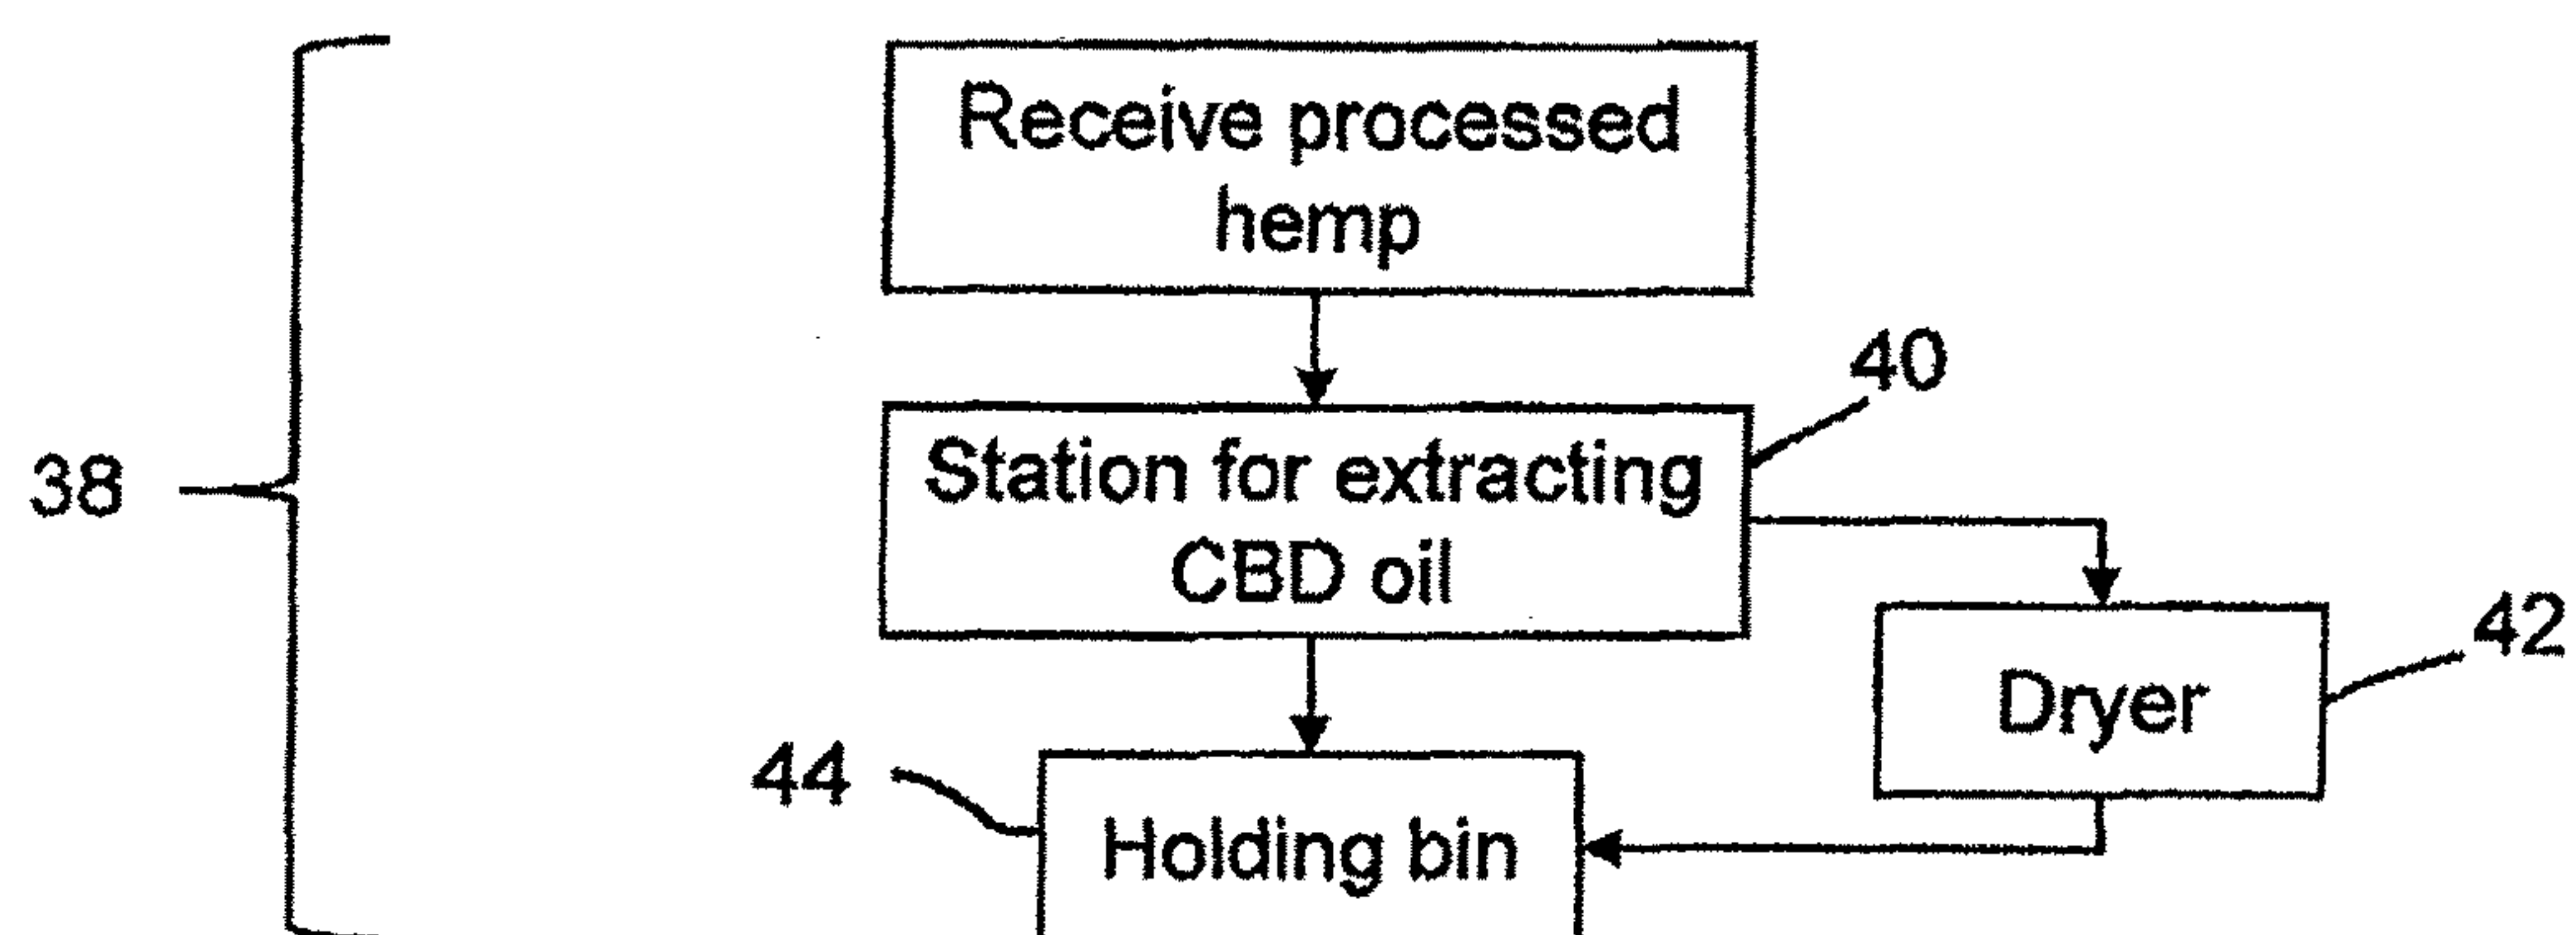 Receive processed
hemp
40
Station for extracting
CBD oil
38
42
Dryer
44
Holding bin